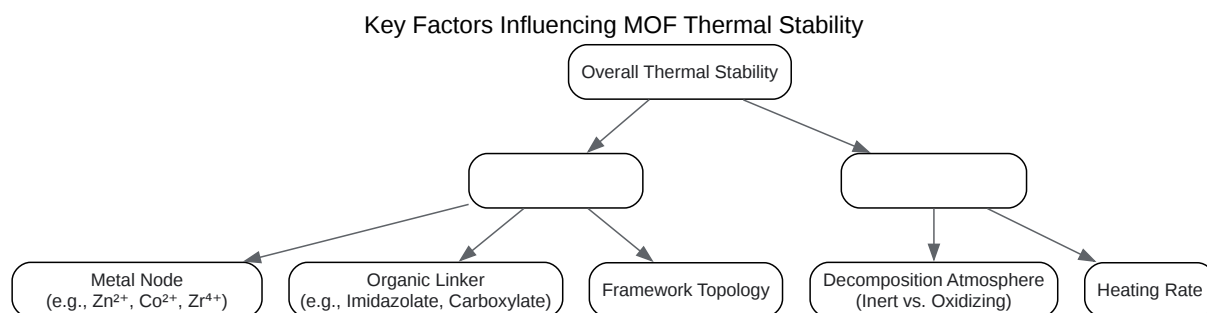 Key Factors Influencing MOF Thermal Stability
Overall Thermal Stability
Metal Node
(e.g., Zn²⁺, Co²⁺, Zr⁴⁺)
Organic Linker
(e.g., Imidazolate, Carboxylate)
Framework Topology
Decomposition Atmosphere
(Inert vs. Oxidizing)
Heating Rate